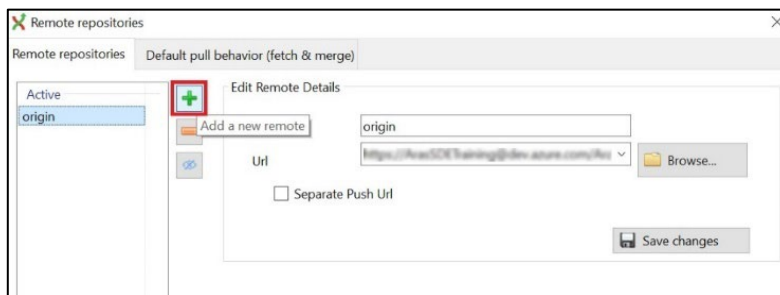 Remote repositories
Remote repositories Default pull behavior (fetch & merge)
Active
origin
Edit Remote Details
Add a new remote
origin
Url
Browse...
Separate Push Url
Save changes